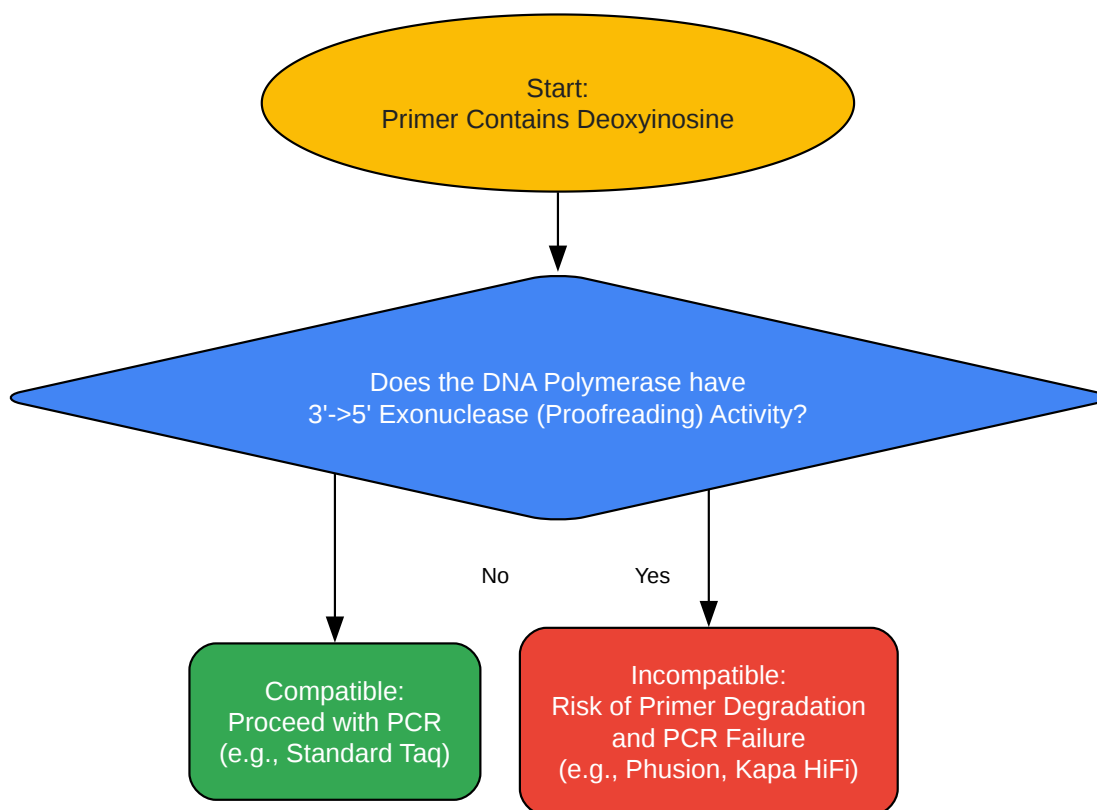 Start:
Primer Contains Deoxyinosine
Does the DNA Polymerase have
3'->5' Exonuclease (Proofreading) Activity?
No
Yes
Compatible:
Proceed with PCR
(e.g., Standard Taq)
Incompatible:
Risk of Primer Degradation
and PCR Failure
(e.g., Phusion, Kapa HiFi)